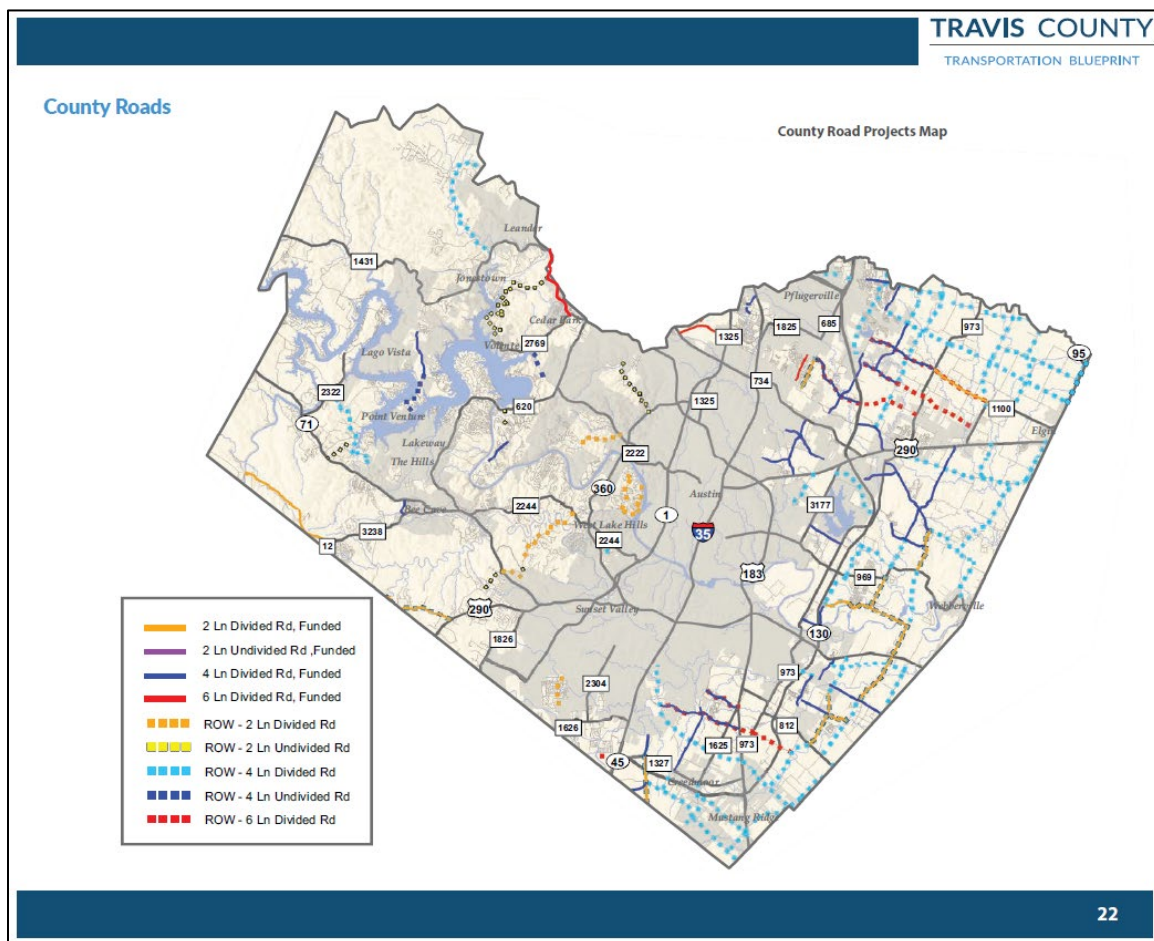 TRAVIS COUNTY
TRANSPORTATION BLUEPRINT
County Roads
County Road Projects Map
Leander
1431
Jonestown
Pflugerville
Cedar Park
1325
1825
685
973
95
Volente
2769
Lago Vista
734
2322
1325
1100
Point Venture
620
71
Elgin
Lakeway
290
The Hills
2222
360
Austin
3177
2244
1
Bee Cave
West Lake Hills
35
3238
2244
12
183
969
290
Sunset Valley
Webberville
130
1826
973
2304
1626
812
1625
973
45
1327
Creedmoor
Mustang Ridge
2 Ln Divided Rd, Funded
2 Ln Undivided Rd ,Funded
4 Ln Divided Rd, Funded
6 Ln Divided Rd, Funded
ROW - 2 Ln Divided Rd
ROW - 2 Ln Undivided Rd
ROW - 4 Ln Divided Rd
ROW - 4 Ln Undivided Rd
ROW - 6 Ln Divided Rd
22